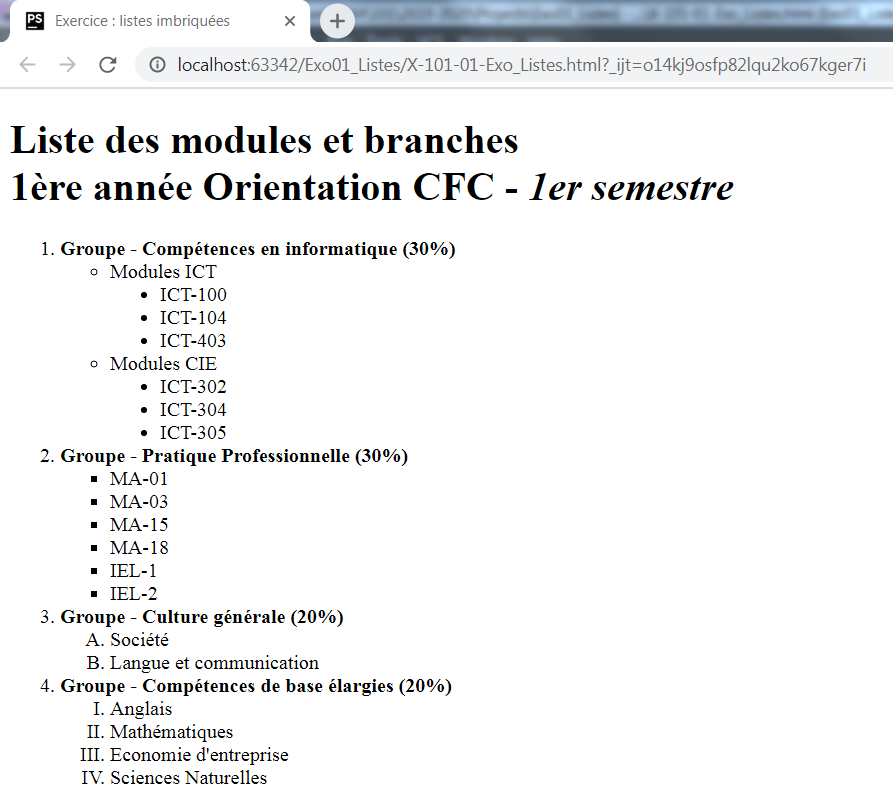 PS Exercice : listes imbriquées
localhost:63342/Exo01_Listes/X-101-01-Exo_Listes.html?_ijt=o14kj9osfp82lqu2ko67kger7i
Liste des modules et branches
1ère année Orientation CFC - 1er semestre
1. Groupe - Compétences en informatique (30%)
Modules ICT
ICT-100
ICT-104
ICT-403
Modules CIE
ICT-302
ICT-304
ICT-305
2. Groupe - Pratique Professionnelle (30%)
MA-01
MA-03
MA-15
MA-18
IEL-1
IEL-2
3. Groupe - Culture générale (20%)
A. Société
B. Langue et communication
4. Groupe - Compétences de base élargies (20%)
I. Anglais
II. Mathématiques
III. Economie d'entreprise
IV. Sciences Naturelles